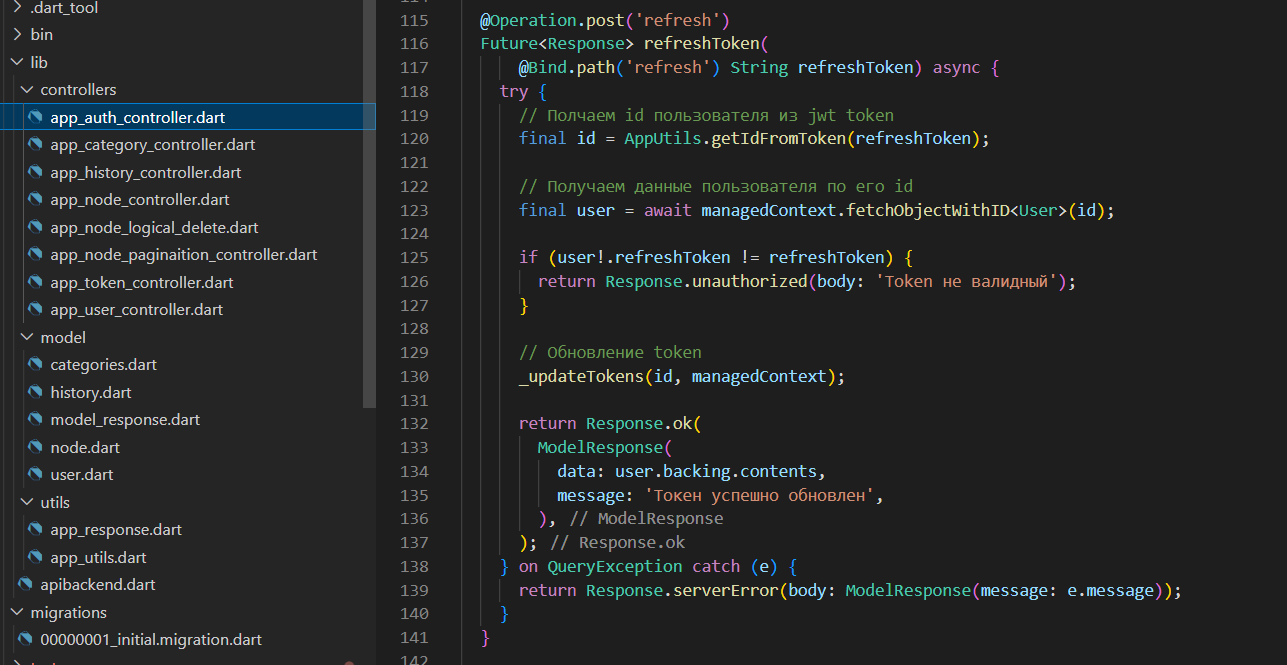 .dart_tool
bin
lib
controllers
app_auth_controller.dart
app_category_controller.dart
app_history_controller.dart
app_node_controller.dart
app_node_logical_delete.dart
app_node_paginaition_controller.dart
app_token_controller.dart
app_user_controller.dart
model
categories.dart
history.dart
model_response.dart
node.dart
user.dart
utils
app_response.dart
app_utils.dart
apibackend.dart
migrations
00000001_initial.migration.dart
115 @Operation.post('refresh')
116 Future<Response> refreshToken(
117 @Bind.path('refresh') String refreshToken) async {
118 try {
119 // Полчаем id пользователя из jwt token
120 final id = AppUtils.getIdFromToken(refreshToken);
121
122 // Получаем данные пользователя по его id
123 final user = await managedContext.fetchObjectWithID<User>(id);
124
125 if (user!.refreshToken != refreshToken) {
126 return Response.unauthorized(body: 'Token не валидный');
127 }
128
129 // Обновление token
130 _updateTokens(id, managedContext);
131
132 return Response.ok(
133 ModelResponse(
134 data: user.backing.contents,
135 message: 'Токен успешно обновлен',
136 ), // ModelResponse
137 ); // Response.ok
138 } on QueryException catch (e) {
139 return Response.serverError(body: ModelResponse(message: e.message));
140 }
141 }
142